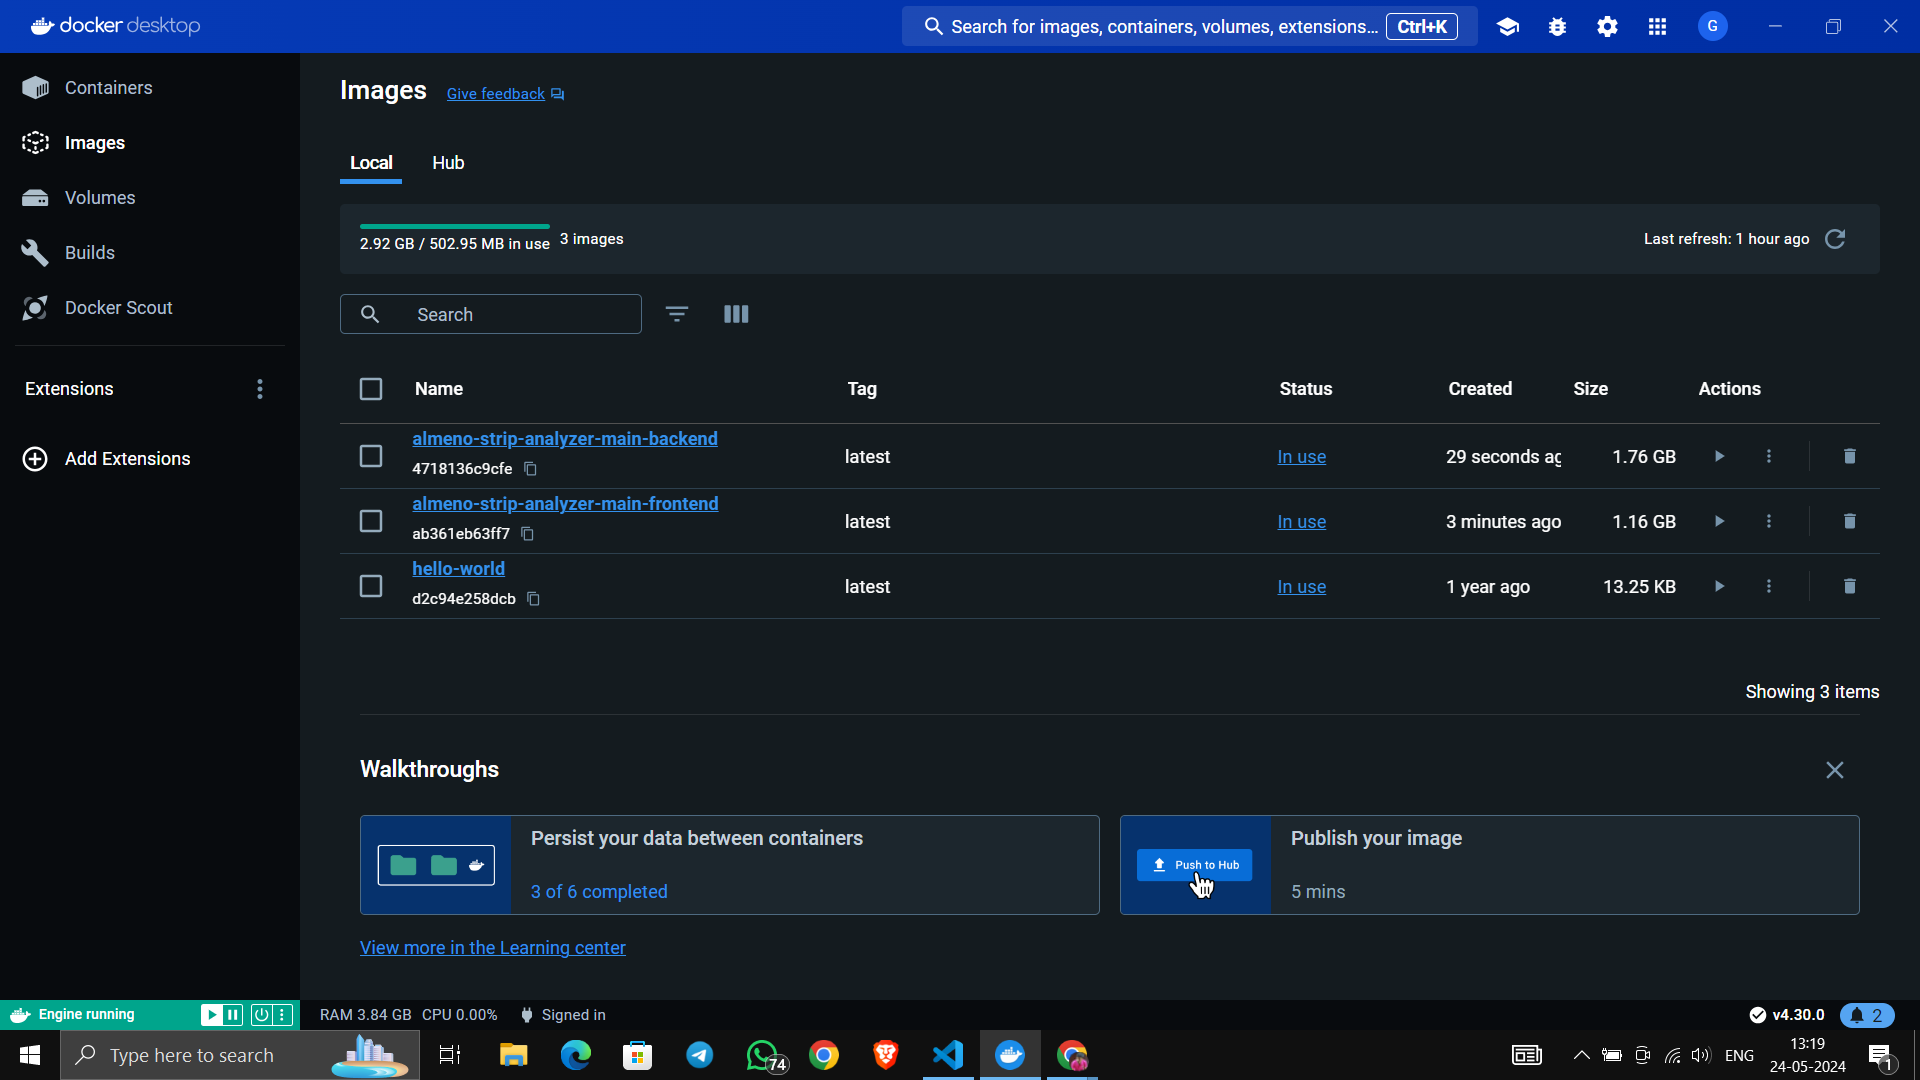 docker desktop
Search for images, containers, volumes, extensions... Ctrl+K
G
Containers
Images
Volumes
Builds
Docker Scout
Extensions
Add Extensions
Images Give feedback
Local Hub
2.92 GB / 502.95 MB in use 3 images
Last refresh: 1 hour ago
Search
Name Tag Status Created Size Actions
almeno-strip-analyzer-main-backend
4718136c9cfe
latest In use 29 seconds ag 1.76 GB
almeno-strip-analyzer-main-frontend
ab361eb63ff7
latest In use 3 minutes ago 1.16 GB
hello-world
d2c94e258dcb
latest In use 1 year ago 13.25 KB
Showing 3 items
Walkthroughs
Persist your data between containers
3 of 6 completed
Push to Hub
Publish your image
5 mins
View more in the Learning center
Engine running
RAM 3.84 GB CPU 0.00% Signed in
v4.30.0 2
Type here to search
74
ENG
13:19
24-05-2024
1